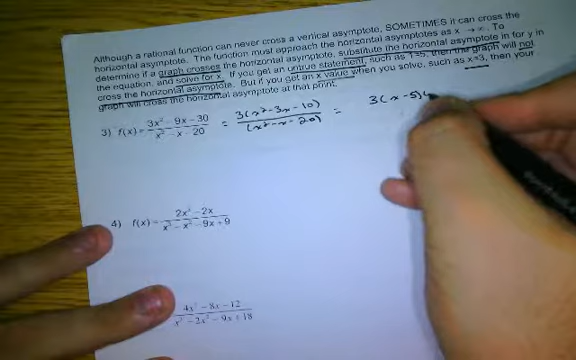 Although a rational function can never cross a vertical asymptote, SOMETIMES it can cross the
horizontal asymptote. The function must approach the horizontal asymptotes as x → ∞. To
determine if a graph crosses the horizontal asymptote, substitute the horizontal asymptote in for y in
the equation, and solve for x. If you get an untrue statement, such as 1=5, then the graph will not
cross the horizontal asymptote. But if you get an x value when you solve, such as x=3, then your
graph will cross the horizontal asymptote at that point.
3) f(x) = 3x² - 9x - 30 / x² - x - 20 = 3(x² - 3x - 10) / (x² - x - 20) = 3(x - 5)(
4) f(x) = 2x² - 2x / x³ - x² - 9x + 9
4x² - 8x - 12 / x³ - 2x² - 9x + 18